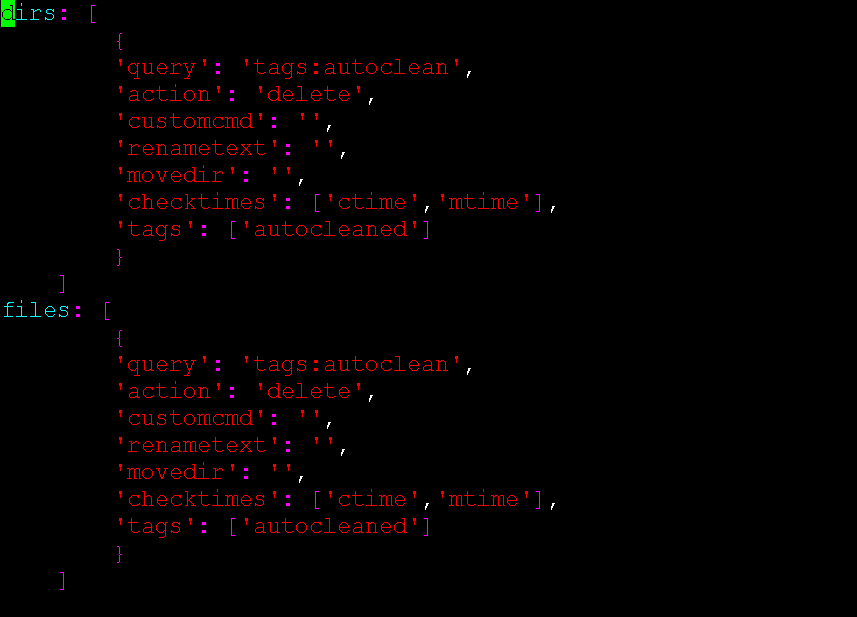 dirs: [
{
'query': 'tags:autoclean',
'action': 'delete',
'customcmd': '',
'renametext': '',
'movedir': '',
'checktimes': ['ctime','mtime'],
'tags': ['autocleaned']
}
]
files: [
{
'query': 'tags:autoclean',
'action': 'delete',
'customcmd': '',
'renametext': '',
'movedir': '',
'checktimes': ['ctime','mtime'],
'tags': ['autocleaned']
}
]